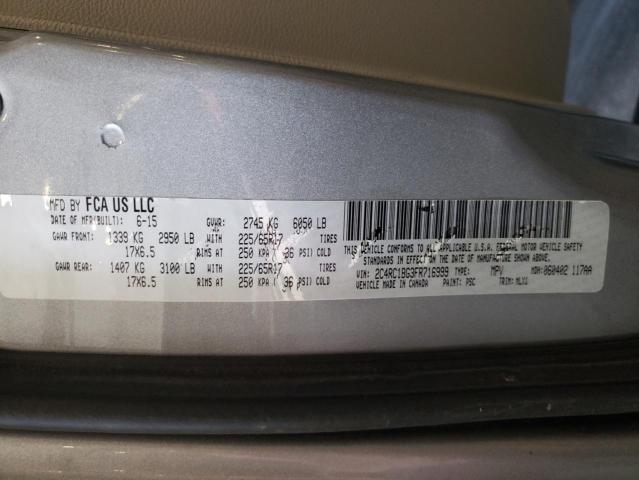 MFD BY FCA US LLC
DATE OF MFR(BUILT): 6-15 GVWR: 2745 KG 6050 LB
GAWR FRONT: 1339 KG 2950 LB WITH 225/65R17 TIRES
17X6.5 RIMS AT 250 KPA ( 36 PSI) COLD
GAWR REAR: 1407 KG 3100 LB WITH 225/65R17 TIRES
17X6.5 RIMS AT 250 KPA ( 36 PSI) COLD
THIS VEHICLE CONFORMS TO ALL APPLICABLE U.S.A. FEDERAL MOTOR VEHICLE SAFETY
STANDARDS IN EFFECT ON THE DATE OF MANUFACTURE SHOWN ABOVE.
VIN: 2C4RC1BG3FR716999 TYPE: MPV MDH: 060402 117AA
VEHICLE MADE IN CANADA PAINT: PSC TRIM: